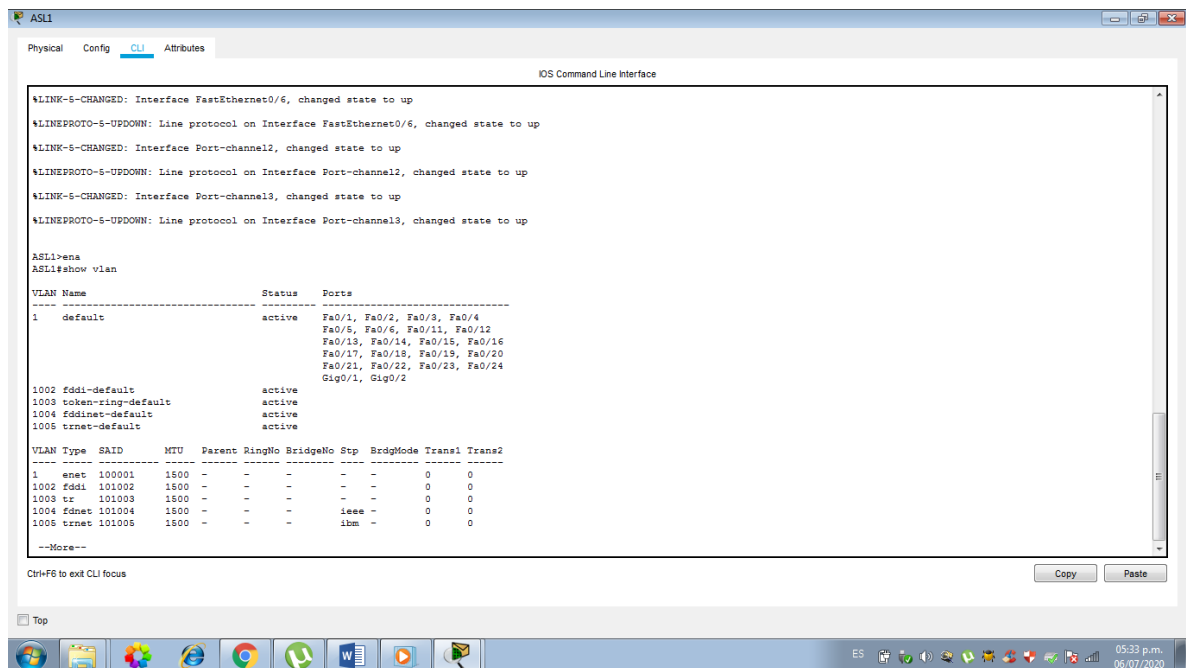 ASL1
Physical Config CLI Attributes
IOS Command Line Interface
%LINK-5-CHANGED: Interface FastEthernet0/6, changed state to up
%LINEPROTO-5-UPDOWN: Line protocol on Interface FastEthernet0/6, changed state to up
%LINK-5-CHANGED: Interface Port-channel2, changed state to up
%LINEPROTO-5-UPDOWN: Line protocol on Interface Port-channel2, changed state to up
%LINK-5-CHANGED: Interface Port-channel3, changed state to up
%LINEPROTO-5-UPDOWN: Line protocol on Interface Port-channel3, changed state to up
ASL1>ena
ASL1#show vlan
VLAN Name Status Ports
---- -------------------------------- --------- -------------------------------
1 default active Fa0/1, Fa0/2, Fa0/3, Fa0/4
Fa0/5, Fa0/6, Fa0/11, Fa0/12
Fa0/13, Fa0/14, Fa0/15, Fa0/16
Fa0/17, Fa0/18, Fa0/19, Fa0/20
Fa0/21, Fa0/22, Fa0/23, Fa0/24
Gig0/1, Gig0/2
1002 fddi-default active
1003 token-ring-default active
1004 fddinet-default active
1005 trnet-default active
VLAN Type SAID MTU Parent RingNo BridgeNo Stp BrdgMode Trans1 Trans2
---- ----- ---------- ----- ------ ------ -------- ---- -------- ------ ------
1 enet 100001 1500 - - - - - 0 0
1002 fddi 101002 1500 - - - - - 0 0
1003 tr 101003 1500 - - - - - 0 0
1004 fdnet 101004 1500 - - - ieee - 0 0
1005 trnet 101005 1500 - - - ibm - 0 0
--More--
Ctrl+F6 to exit CLI focus
Copy Paste
Top
ES
05:33 p.m.
06/07/2020